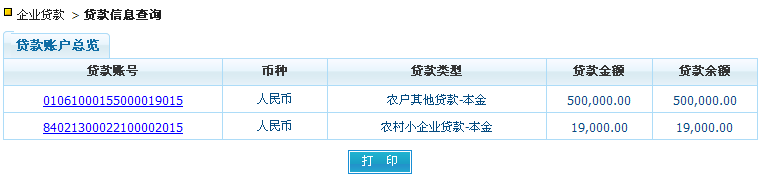 企业贷款 > 贷款信息查询
贷款账户总览
贷款账号 币种 贷款类型 贷款金额 贷款余额
01061000155000019015 人民币 农户其他贷款-本金 500,000.00 500,000.00
84021300022100002015 人民币 农村小企业贷款-本金 19,000.00 19,000.00
打 印